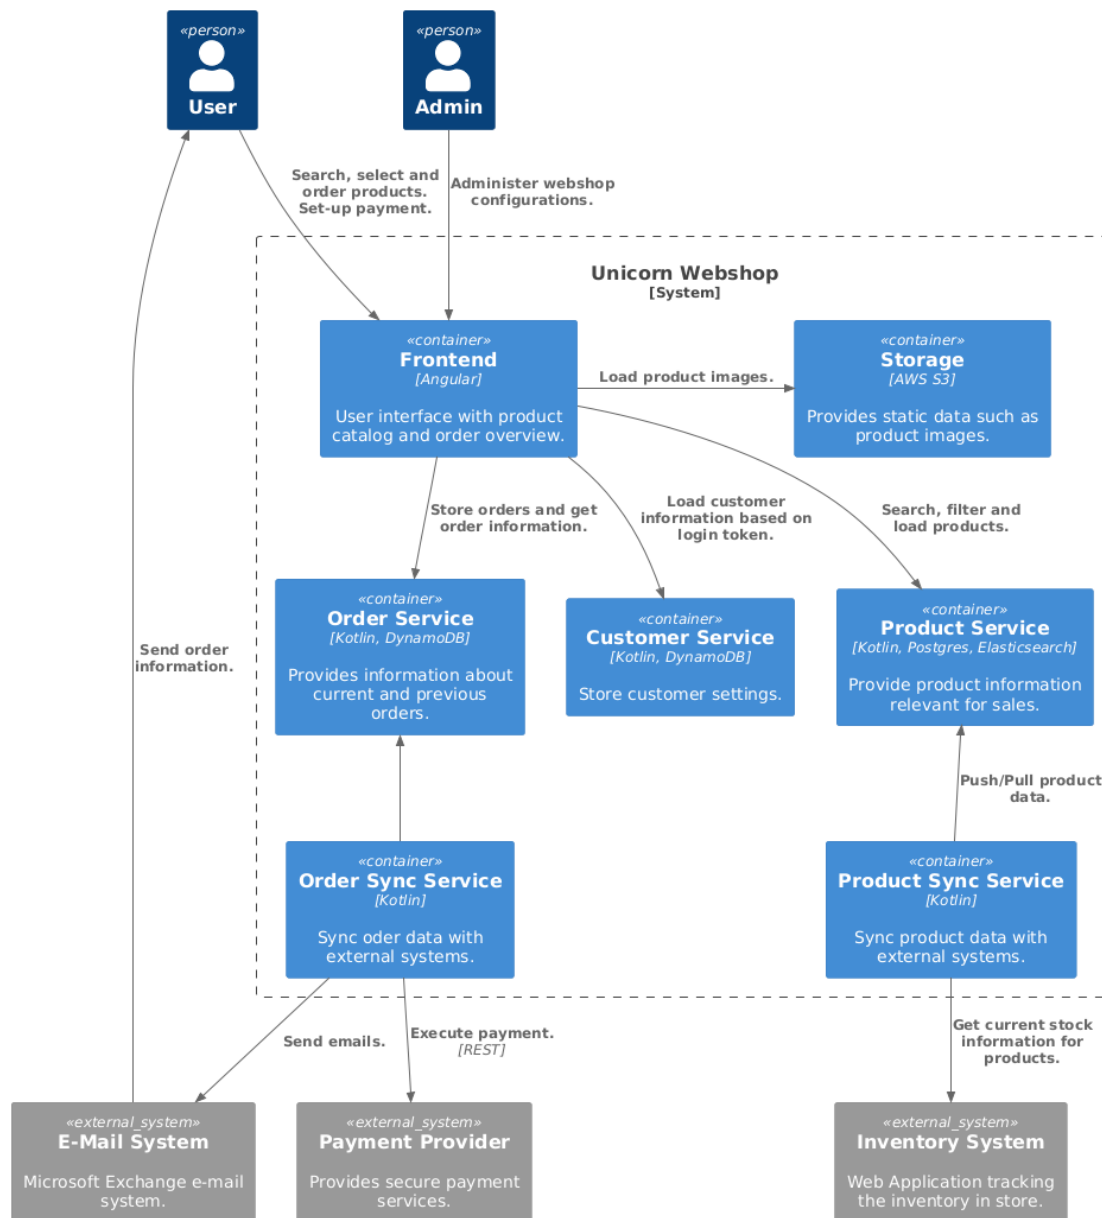 «person»
User
«person»
Admin
Search, select and
order products.
Set-up payment.
Administer webshop
configurations.
Unicorn Webshop
[System]
«container»
Frontend
[Angular]
User interface with product
catalog and order overview.
Load product images.
«container»
Storage
[AWS S3]
Provides static data such as
product images.
Store orders and get
order information.
Load customer
information based on
login token.
Search, filter and
load products.
«container»
Order Service
[Kotlin, DynamoDB]
Provides information about
current and previous
orders.
«container»
Customer Service
[Kotlin, DynamoDB]
Store customer settings.
«container»
Product Service
[Kotlin, Postgres, Elasticsearch]
Provide product information
relevant for sales.
Send order
information.
Push/Pull product
data.
«container»
Order Sync Service
[Kotlin]
Sync oder data with
external systems.
«container»
Product Sync Service
[Kotlin]
Sync product data with
external systems.
Send emails.
Execute payment.
[REST]
Get current stock
information for
products.
«external_system»
E-Mail System
Microsoft Exchange e-mail
system.
«external_system»
Payment Provider
Provides secure payment
services.
«external_system»
Inventory System
Web Application tracking
the inventory in store.